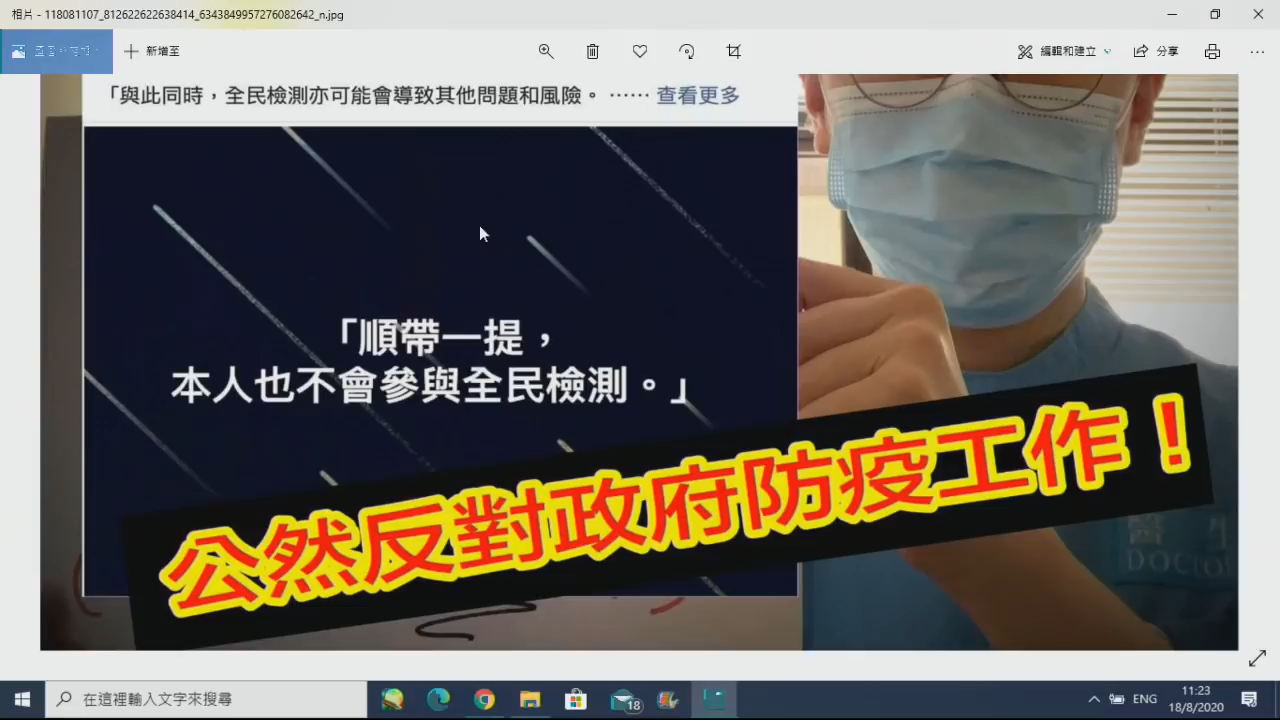 相片 - 118081107_812622622638414_6343849957276082642_n.jpg
新增至
編輯和建立
分享
「與此同時，全民檢測亦可能會導致其他問題和風險。 …… 查看更多
「順帶一提，
本人也不會參與全民檢測。」
公然反對政府防疫工作！
醫生
DOCTOR
在這裡輸入文字來搜尋
18
ENG
11:23
18/8/2020